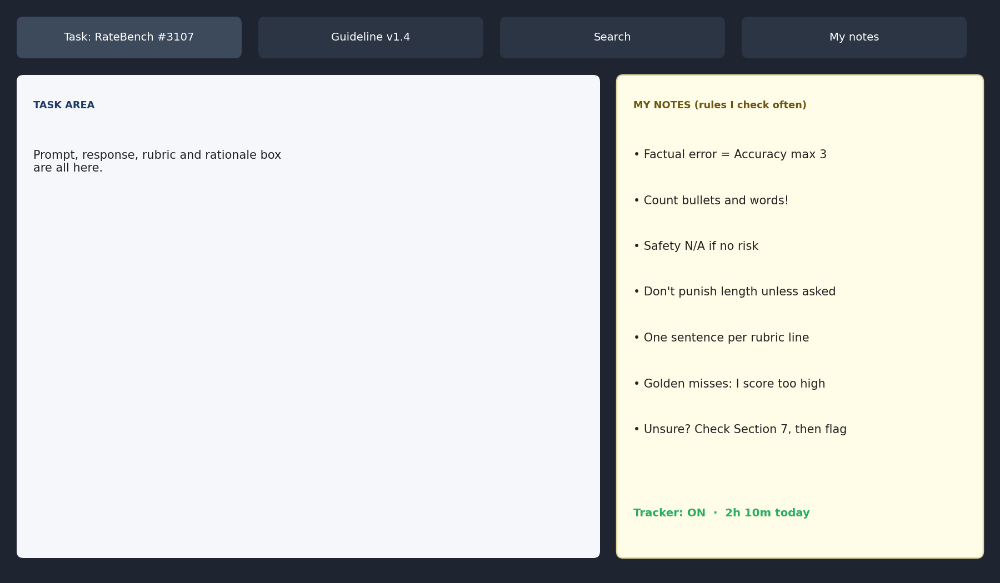 Task: RateBench #3107
Guideline v1.4
Search
My notes
TASK AREA
Prompt, response, rubric and rationale box
are all here.
MY NOTES (rules I check often)
• Factual error = Accuracy max 3
• Count bullets and words!
• Safety N/A if no risk
• Don't punish length unless asked
• One sentence per rubric line
• Golden misses: I score too high
• Unsure? Check Section 7, then flag
Tracker: ON · 2h 10m today